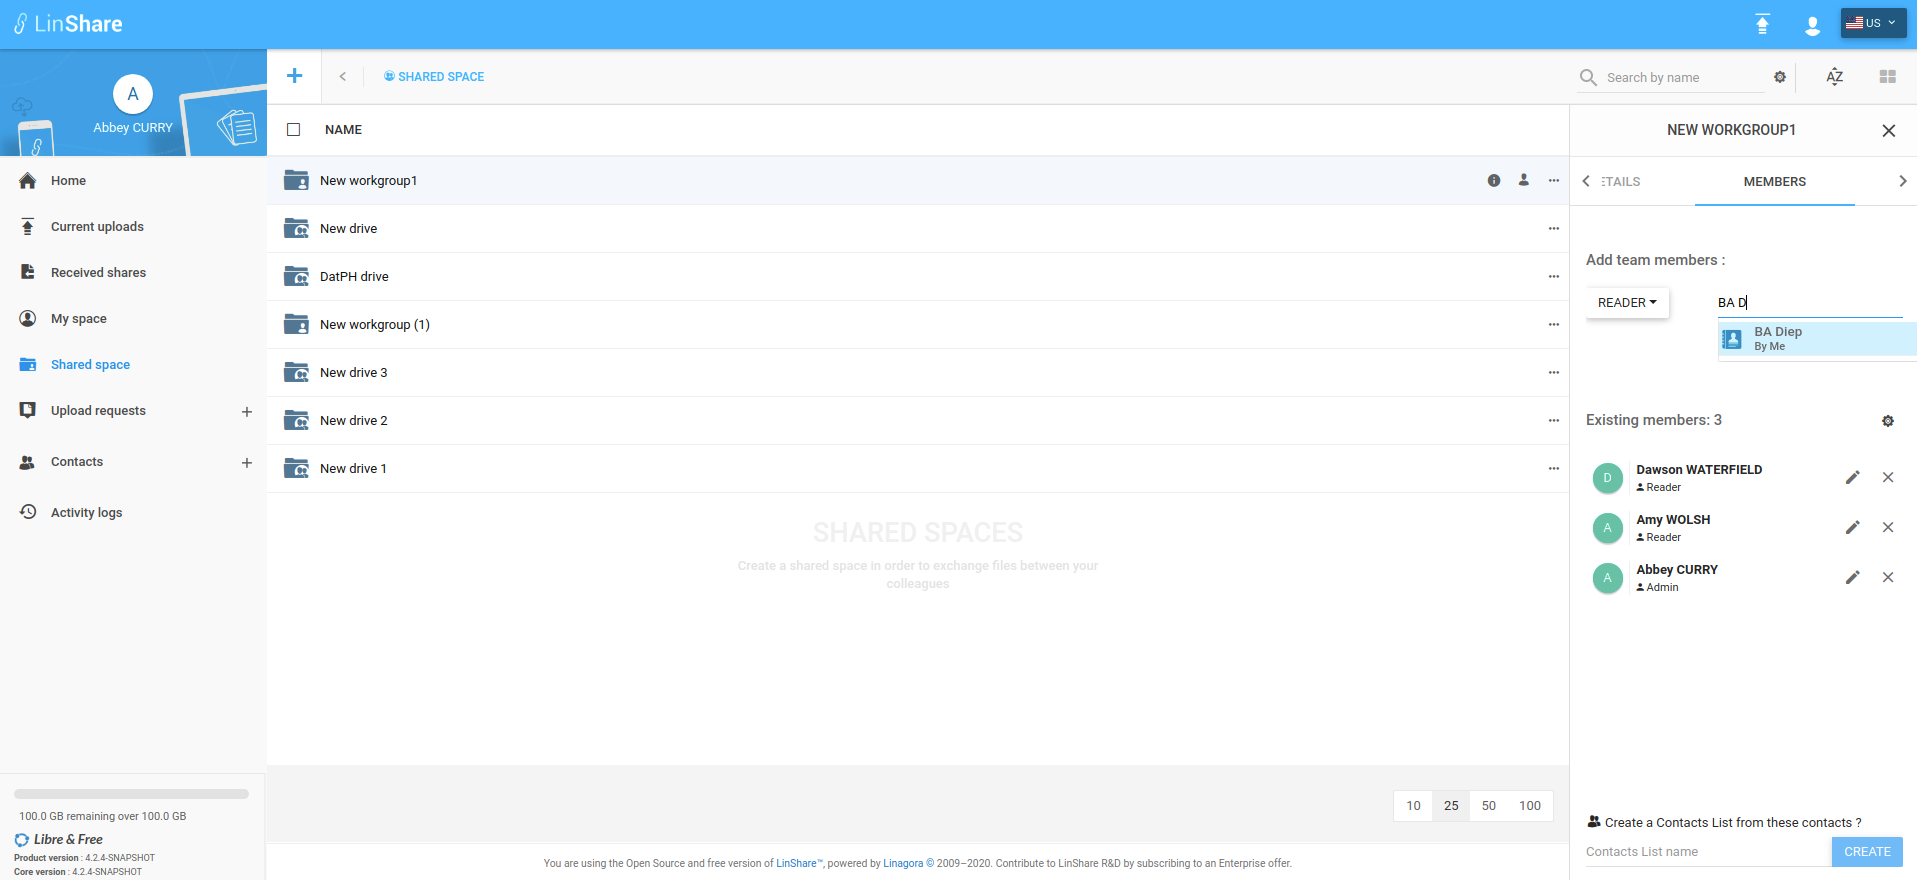 LinShare
US
A
Abbey CURRY
SHARED SPACE
Search by name
AZ
Home
Current uploads
Received shares
My space
Shared space
Upload requests
Contacts
Activity logs
NAME
New workgroup1
New drive
DatPH drive
New workgroup (1)
New drive 3
New drive 2
New drive 1
SHARED SPACES
Create a shared space in order to exchange files between your
colleagues
10 25 50 100
NEW WORKGROUP1
ETAILS MEMBERS
Add team members :
READER
BA D
BA Diep
By Me
Existing members: 3
D
Dawson WATERFIELD
Reader
A
Amy WOLSH
Reader
A
Abbey CURRY
Admin
Create a Contacts List from these contacts ?
Contacts List name
CREATE
100.0 GB remaining over 100.0 GB
Libre & Free
Product version : 4.2.4-SNAPSHOT
Core version : 4.2.4-SNAPSHOT
You are using the Open Source and free version of LinShare™, powered by Linagora © 2009–2020. Contribute to LinShare R&D by subscribing to an Enterprise offer.